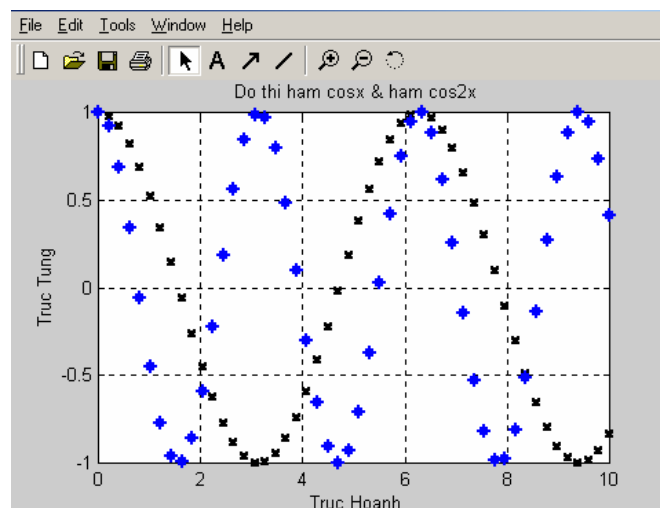 File Edit Tools Window Help
A
Do thi ham cosx & ham cos2x
1
0.5
0
-0.5
-1
Truc Tung
0 2 4 6 8 10
Truc Hoanh